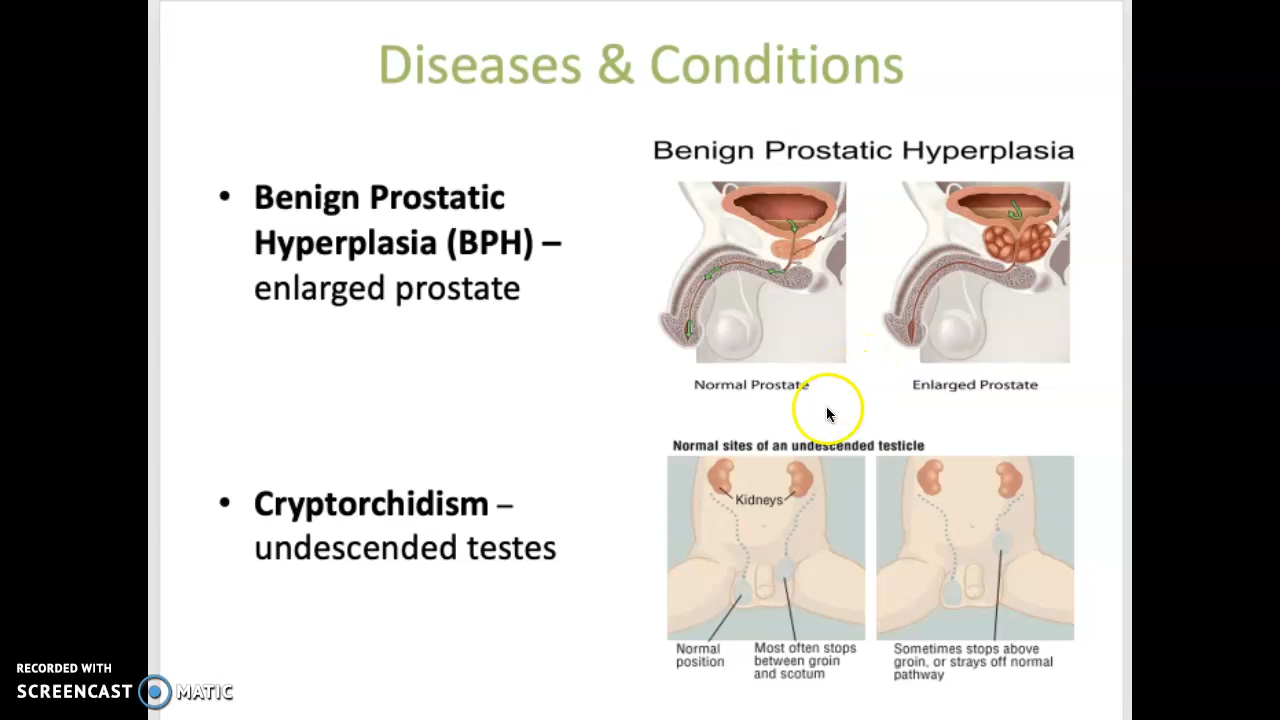 Diseases & Conditions
• Benign Prostatic
Hyperplasia (BPH) –
enlarged prostate
Benign Prostatic Hyperplasia
Normal Prostate
Enlarged Prostate
• Cryptorchidism –
undescended testes
Normal sites of an undescended testicle
Kidneys
Normal
position
Most often stops
between groin
and scotum
Sometimes stops above
groin, or strays off normal
pathway
RECORDED WITH
SCREENCAST MATIC